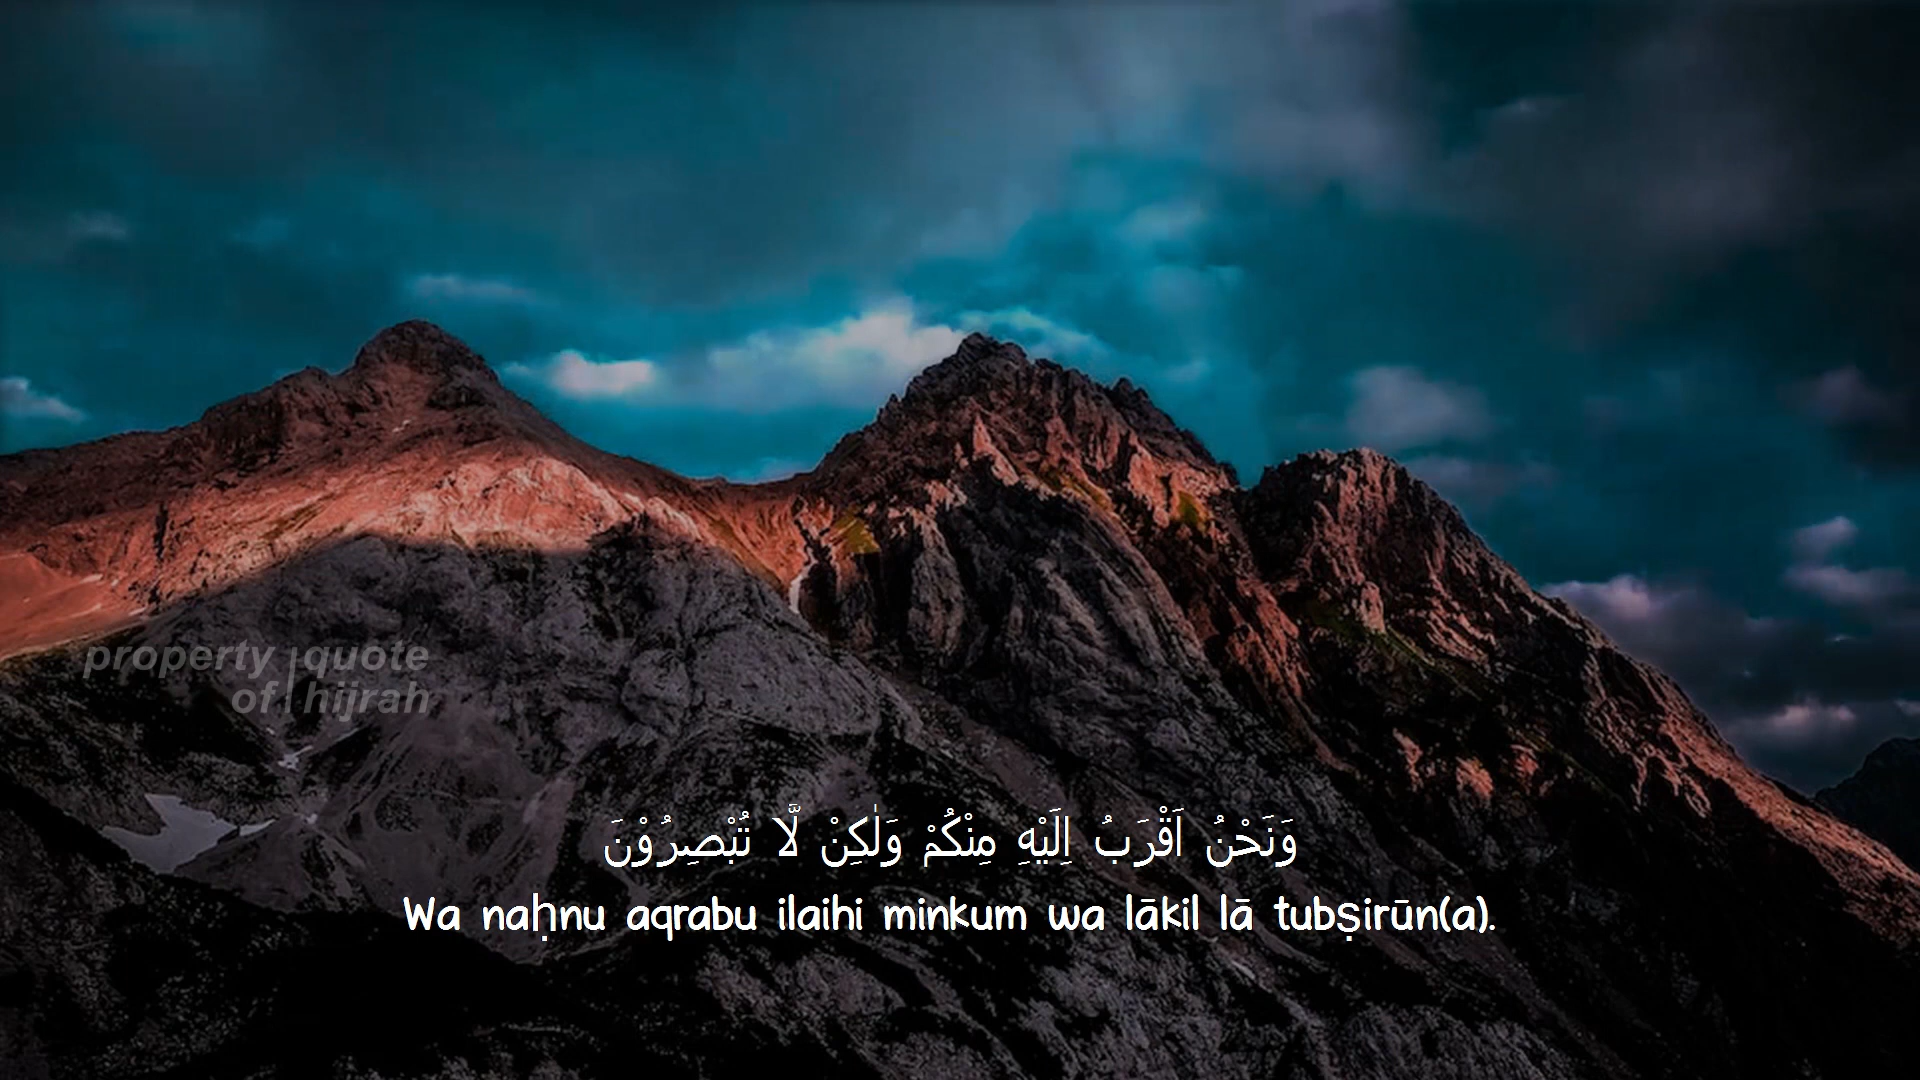 property | quote
of | hijrah
وَنَحْنُ اَقْرَبُ اِلَيْهِ مِنْكُمْ وَلٰكِنْ لَّا تُبْصِرُوْنَ
Wa naḥnu aqrabu ilaihi minkum wa lākil lā tubṣirūn(a).